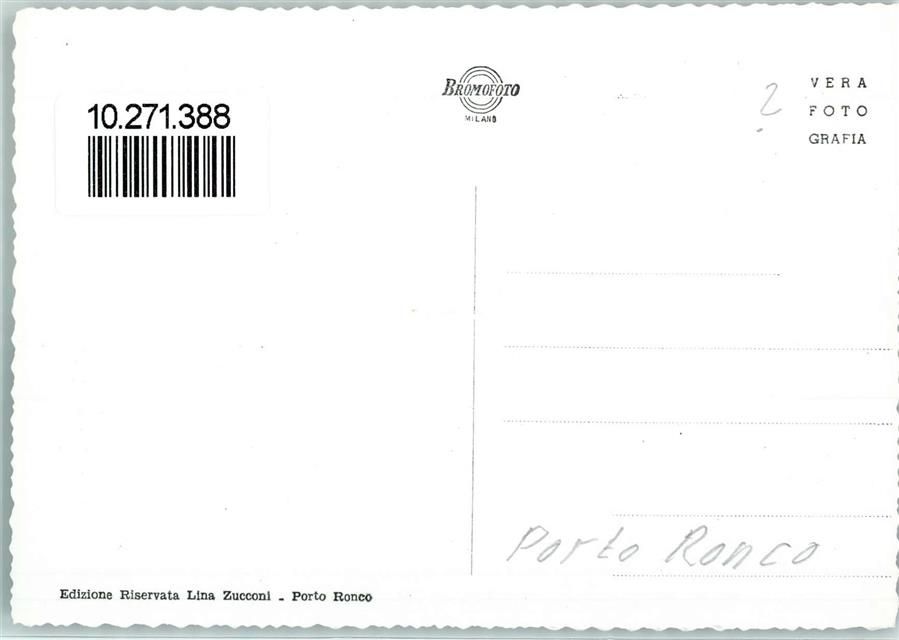 10.271.388
BROMOFOTO
MILANO
2
VERA
FOTO
GRAFIA
Porto Ronco
Edizione Riservata Lina Zucconi - Porto Ronco